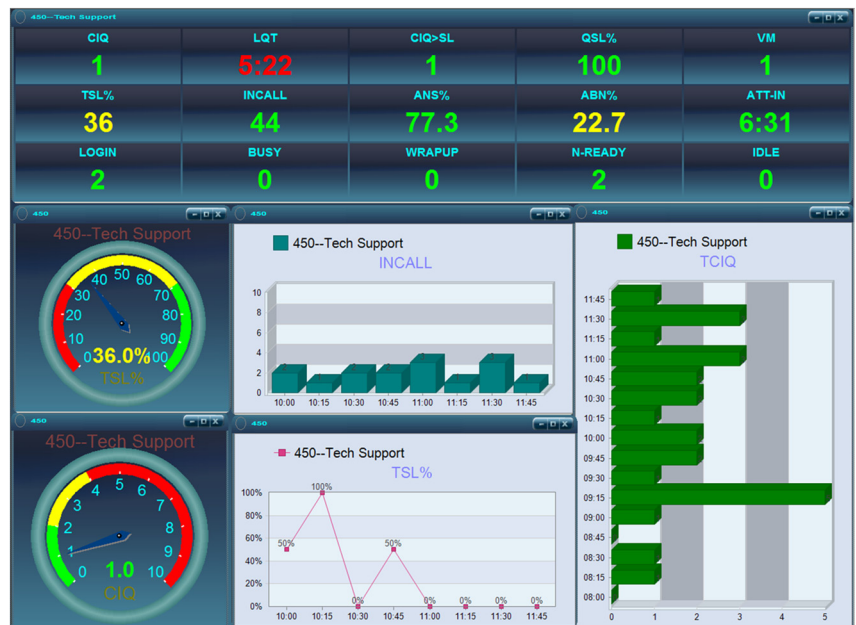 450--Tech Support
CIQ LQT CIQ>SL QSL% VM
1 5:22 1 100 1
TSL% INCALL ANS% ABN% ATT-IN
36 44 77.3 22.7 6:31
LOGIN BUSY WRAPUP N-READY IDLE
2 0 0 2 0
450
450--Tech Support
0 10 20 30 40 50 60 70 80 90 100
36.0%
TSL%
450
450--Tech Support
INCALL
10
8
6
4
2
0
10:00 10:15 10:30 10:45 11:00 11:15 11:30 11:45
450
450--Tech Support
TCIQ
11:45
11:30
11:15
11:00
10:45
10:30
10:15
10:00
09:45
09:30
09:15
09:00
08:45
08:30
08:15
08:00
0 1 2 3 4 5
450
450--Tech Support
0 1 2 3 4 5 6 7 8 9 10
1.0
CIQ
450
450--Tech Support
TSL%
100%
80%
60%
40%
20%
0%
50% 100% 0% 50% 0% 0% 0% 0%
10:00 10:15 10:30 10:45 11:00 11:15 11:30 11:45